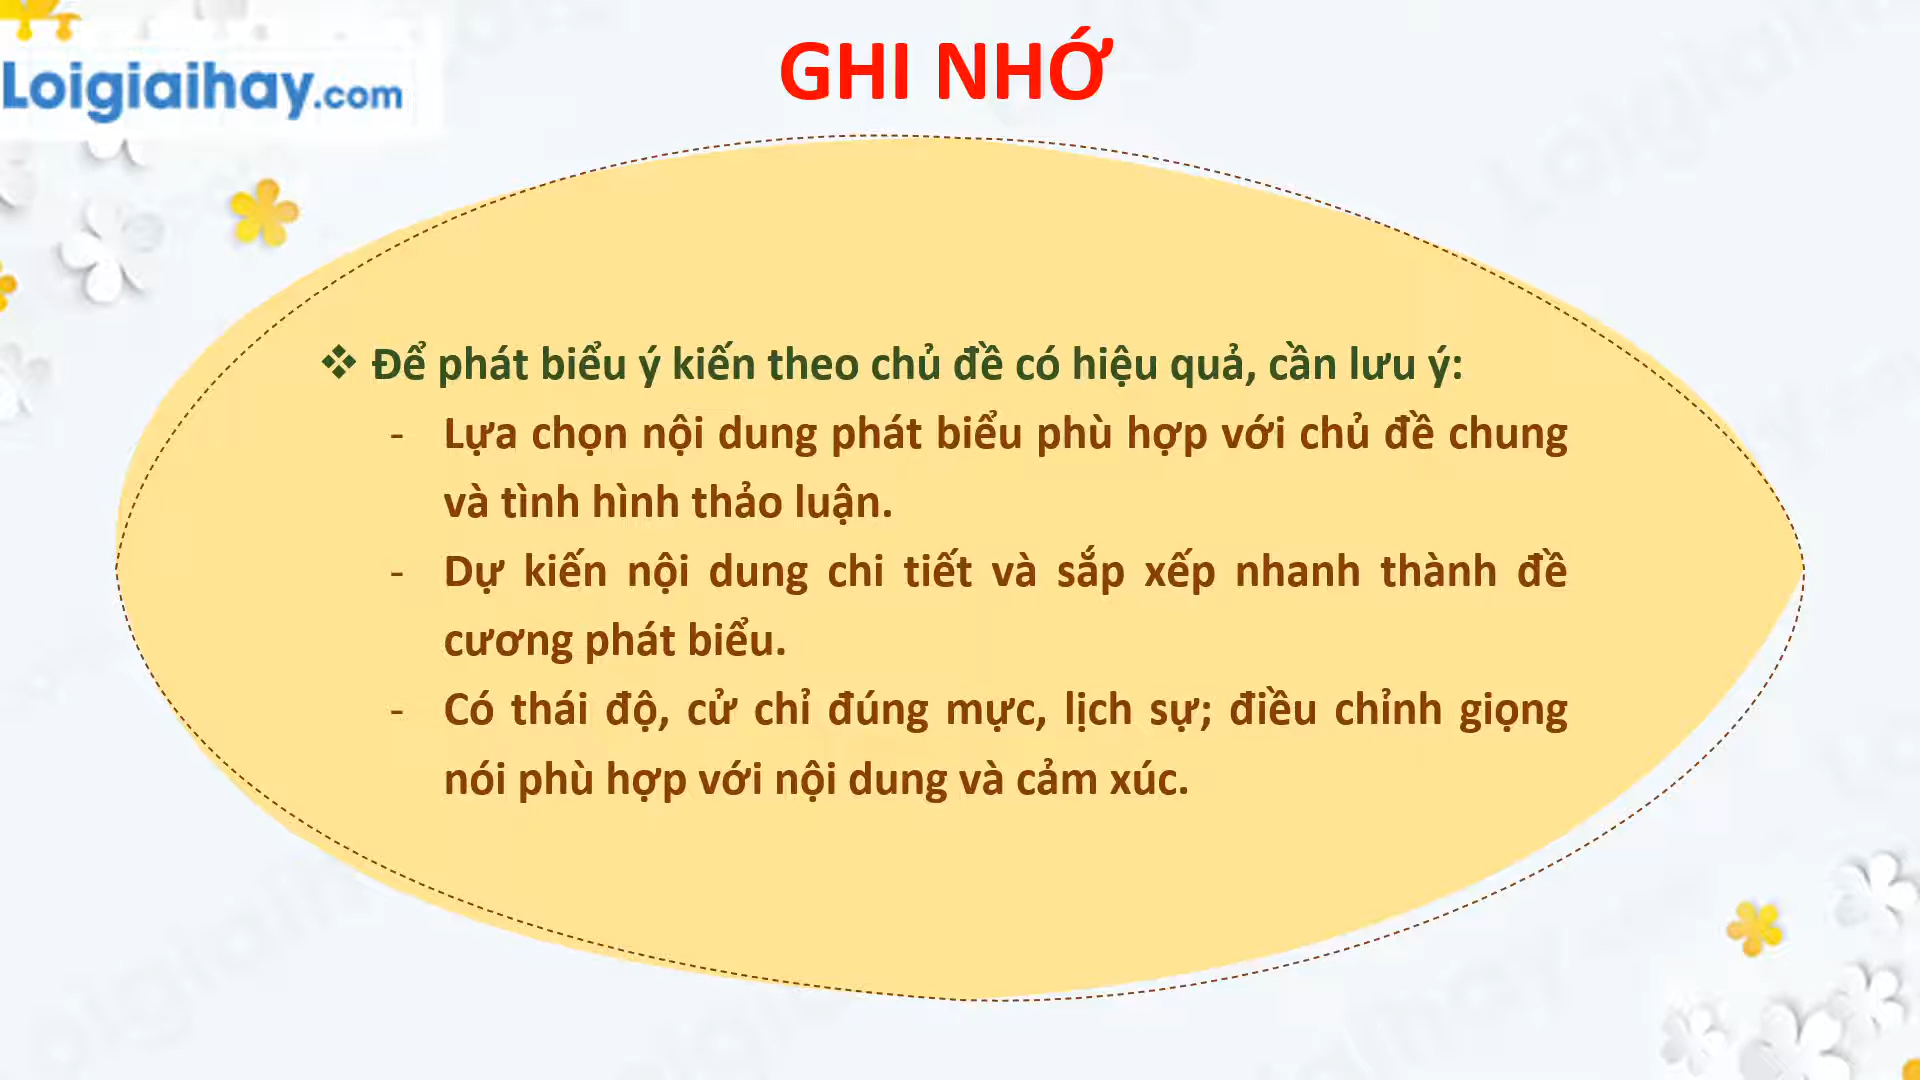 Loigiaihay.com
GHI NHỚ
❖ Để phát biểu ý kiến theo chủ đề có hiệu quả, cần lưu ý:
- Lựa chọn nội dung phát biểu phù hợp với chủ đề chung
và tình hình thảo luận.
- Dự kiến nội dung chi tiết và sắp xếp nhanh thành đề
cương phát biểu.
- Có thái độ, cử chỉ đúng mực, lịch sự; điều chỉnh giọng
nói phù hợp với nội dung và cảm xúc.